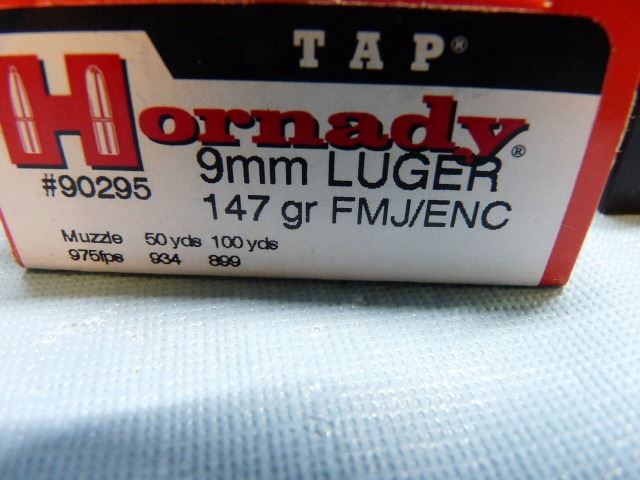 TAP®
Hornady®
9mm LUGER
#90295
147 gr FMJ/ENC
Muzzle 50 yds 100 yds
975fps 934 899